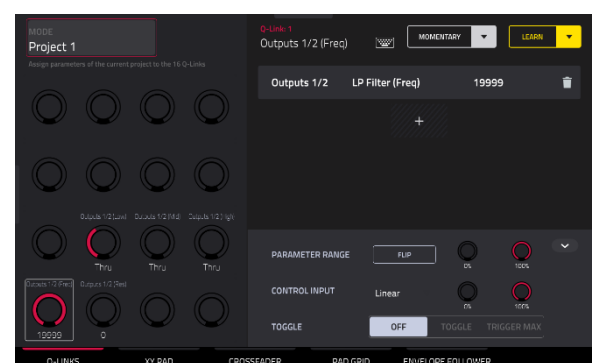 MODE
Project 1
Assign parameters of the current project to the 16 Q-Links
Outputs 1/2 (Low) Outputs 1/2 (Mid) Outputs 1/2 (High)
Thru Thru Thru
Outputs 1/2 (Freq) Outputs 1/2 (Res)
19999 0
Q-Link: 1
Outputs 1/2 (Freq)
MOMENTARY
LEARN
Outputs 1/2 LP Filter (Freq) 19999
+
PARAMETER RANGE FLIP
0% 100%
CONTROL INPUT Linear
0% 100%
TOGGLE OFF TOGGLE TRIGGER MAX
Q-LINKS XY PAD CROSSFADER PAD GRID ENVELOPE FOLLOWER